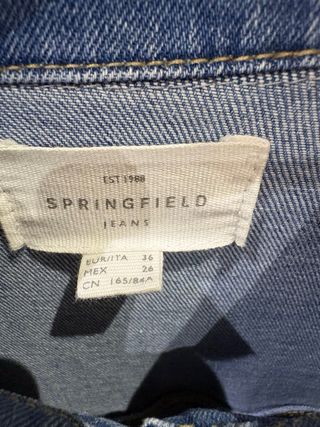 EST 1988
SPRINGFIELD
JEANS
EUR/ITA 36
MEX 26
CN 165/84A